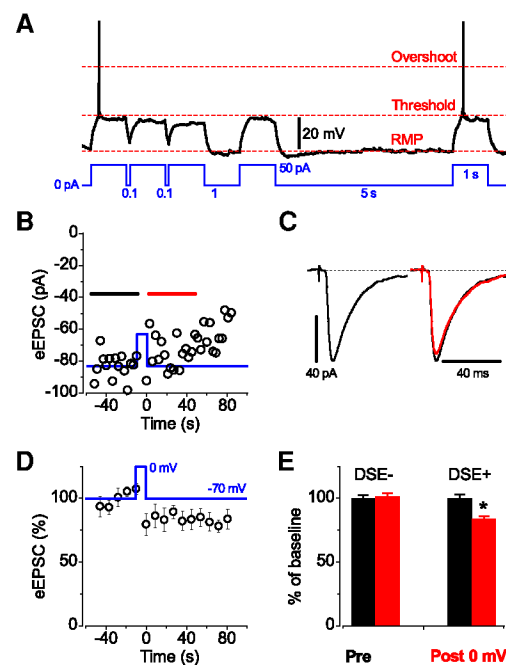 A
Overshoot
Threshold
20 mV
RMP
50 pA
0 pA
0.1
0.1
1
5 s
1 s
B
0
-20
-40
-60
-80
-100
eEPSC (pA)
-40
0
40
80
Time (s)
C
40 pA
40 ms
D
0 mV
-70 mV
100
50
0
eEPSC (%)
-40
0
40
80
Time (s)
E
DSE-
DSE+
*
100
50
0
% of baseline
Pre
Post 0 mV